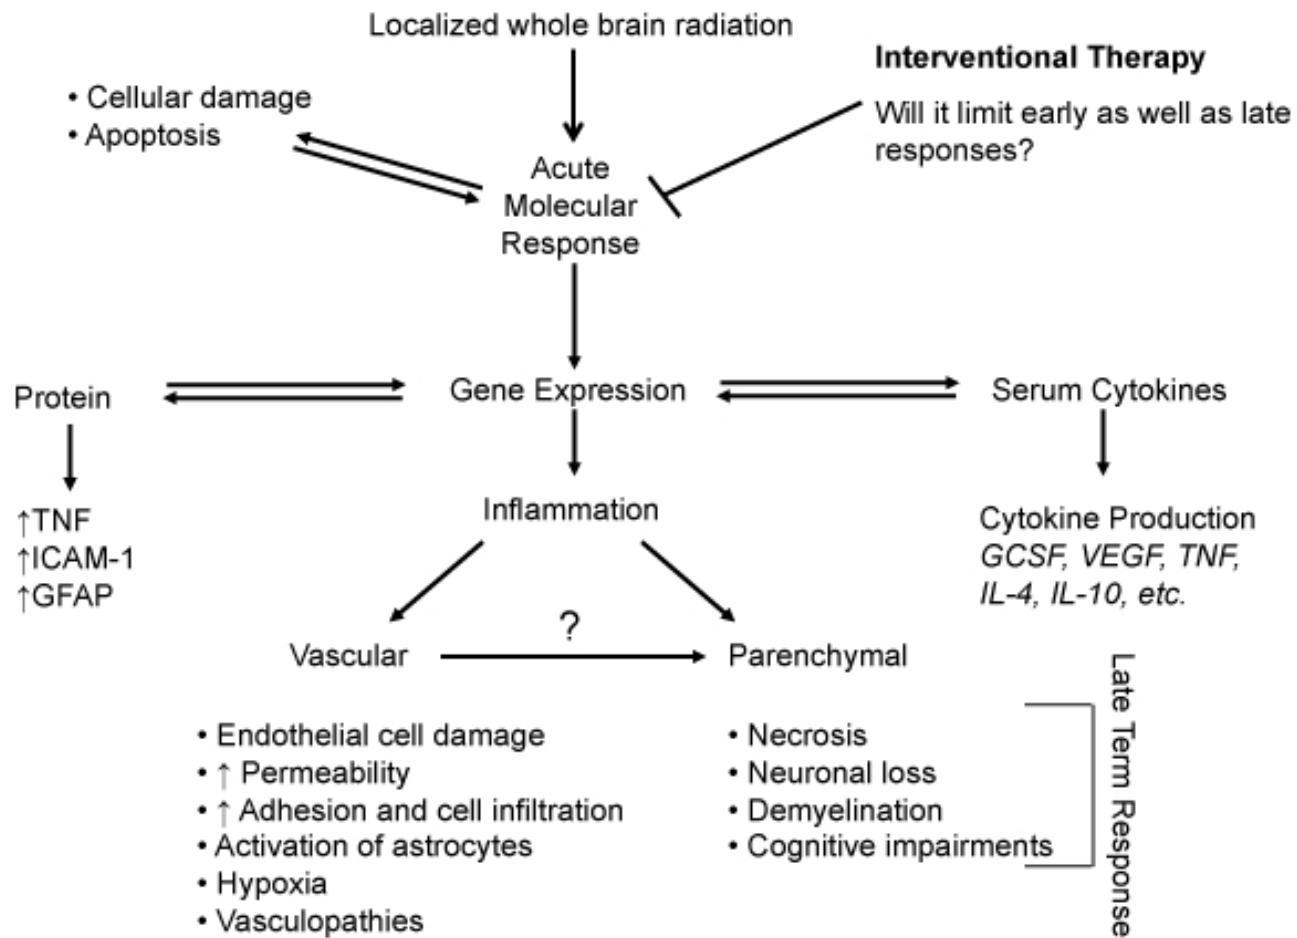 Localized whole brain radiation
Interventional Therapy
Will it limit early as well as late
responses?
• Cellular damage
• Apoptosis
Acute
Molecular
Response
Protein
Gene Expression
Serum Cytokines
↑TNF
↑ICAM-1
↑GFAP
Inflammation
Cytokine Production
GCSF, VEGF, TNF,
IL-4, IL-10, etc.
?
Vascular
Parenchymal
• Endothelial cell damage
• ↑ Permeability
• ↑ Adhesion and cell infiltration
• Activation of astrocytes
• Hypoxia
• Vasculopathies
• Necrosis
• Neuronal loss
• Demyelination
• Cognitive impairments
Late Term Response